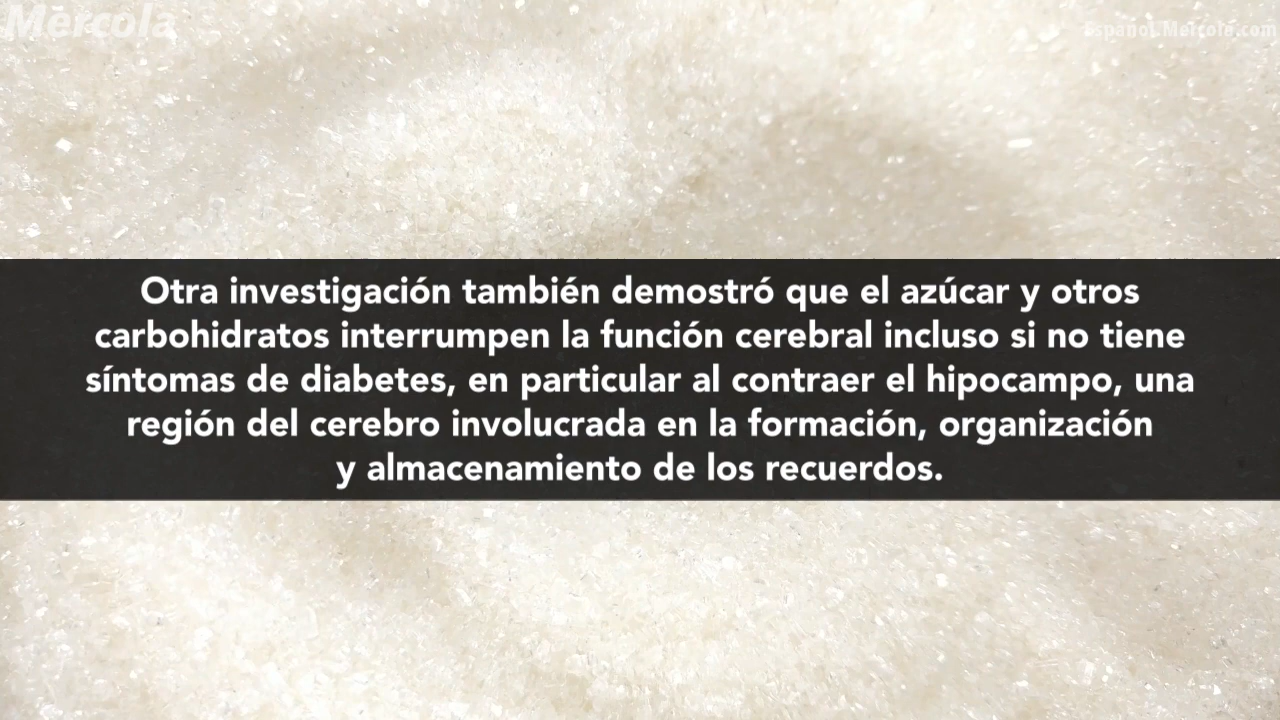 Mercola
Espanol.Mercola.com
Otra investigación también demostró que el azúcar y otros
carbohidratos interrumpen la función cerebral incluso si no tiene
síntomas de diabetes, en particular al contraer el hipocampo, una
región del cerebro involucrada en la formación, organización
y almacenamiento de los recuerdos.